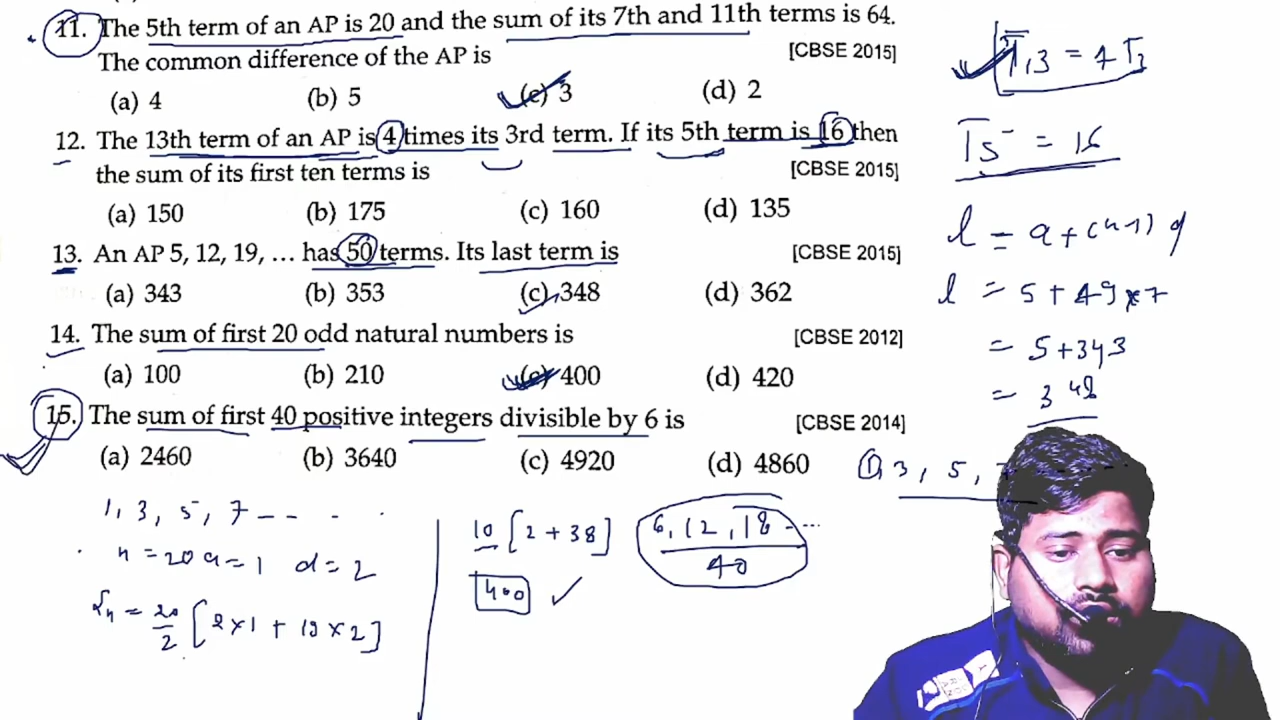 11. The 5th term of an AP is 20 and the sum of its 7th and 11th terms is 64.
The common difference of the AP is [CBSE 2015]
(a) 4 (b) 5 (c) 3 (d) 2
12. The 13th term of an AP is 4 times its 3rd term. If its 5th term is 16 then
the sum of its first ten terms is [CBSE 2015]
(a) 150 (b) 175 (c) 160 (d) 135
13. An AP 5, 12, 19, ... has 50 terms. Its last term is [CBSE 2015]
(a) 343 (b) 353 (c) 348 (d) 362
14. The sum of first 20 odd natural numbers is [CBSE 2012]
(a) 100 (b) 210 (c) 400 (d) 420
15. The sum of first 40 positive integers divisible by 6 is [CBSE 2014]
(a) 2460 (b) 3640 (c) 4920 (d) 4860
T13 = 4T3
T5 = 16
l = a + (n-1) d
l = 5 + 49 x 7
= 5 + 343
= 348
1, 3, 5, 7
1, 3, 5, 7 -- - - .
n = 20 a = 1 d = 2
Sn = 20/2 [2 x 1 + 19 x 2]
10 [2 + 38]
400
6, 12, 18 - ...
40